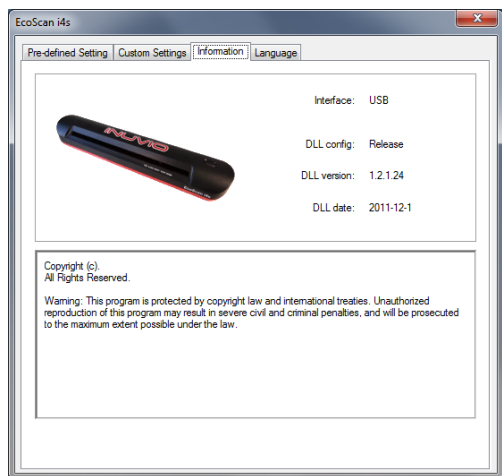 EcoScan i4s
Pre-defined Setting Custom Settings Information Language
INUVIO
EcoScan i4s
Interface: USB
DLL config: Release
DLL version: 1.2.1.24
DLL date: 2011-12-1
Copyright (c).
All Rights Reserved.
Warning: This program is protected by copyright law and international treaties. Unauthorized
reproduction of this program may result in severe civil and criminal penalties, and will be prosecuted
to the maximum extent possible under the law.